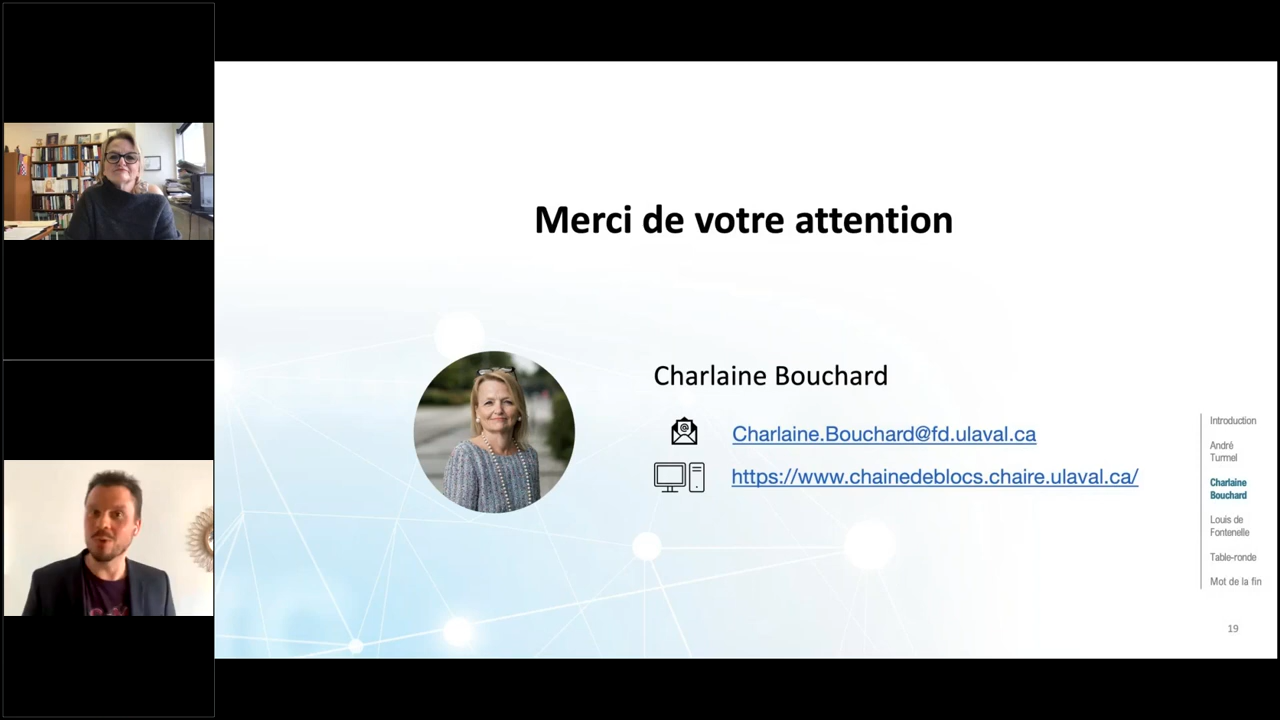 Merci de votre attention
Charlaine Bouchard
Charlaine.Bouchard@fd.ulaval.ca
https://www.chainedeblocs.chaire.ulaval.ca/
Introduction
André
Turmel
Charlaine
Bouchard
Louis de
Fontenelle
Table-ronde
Mot de la fin
19